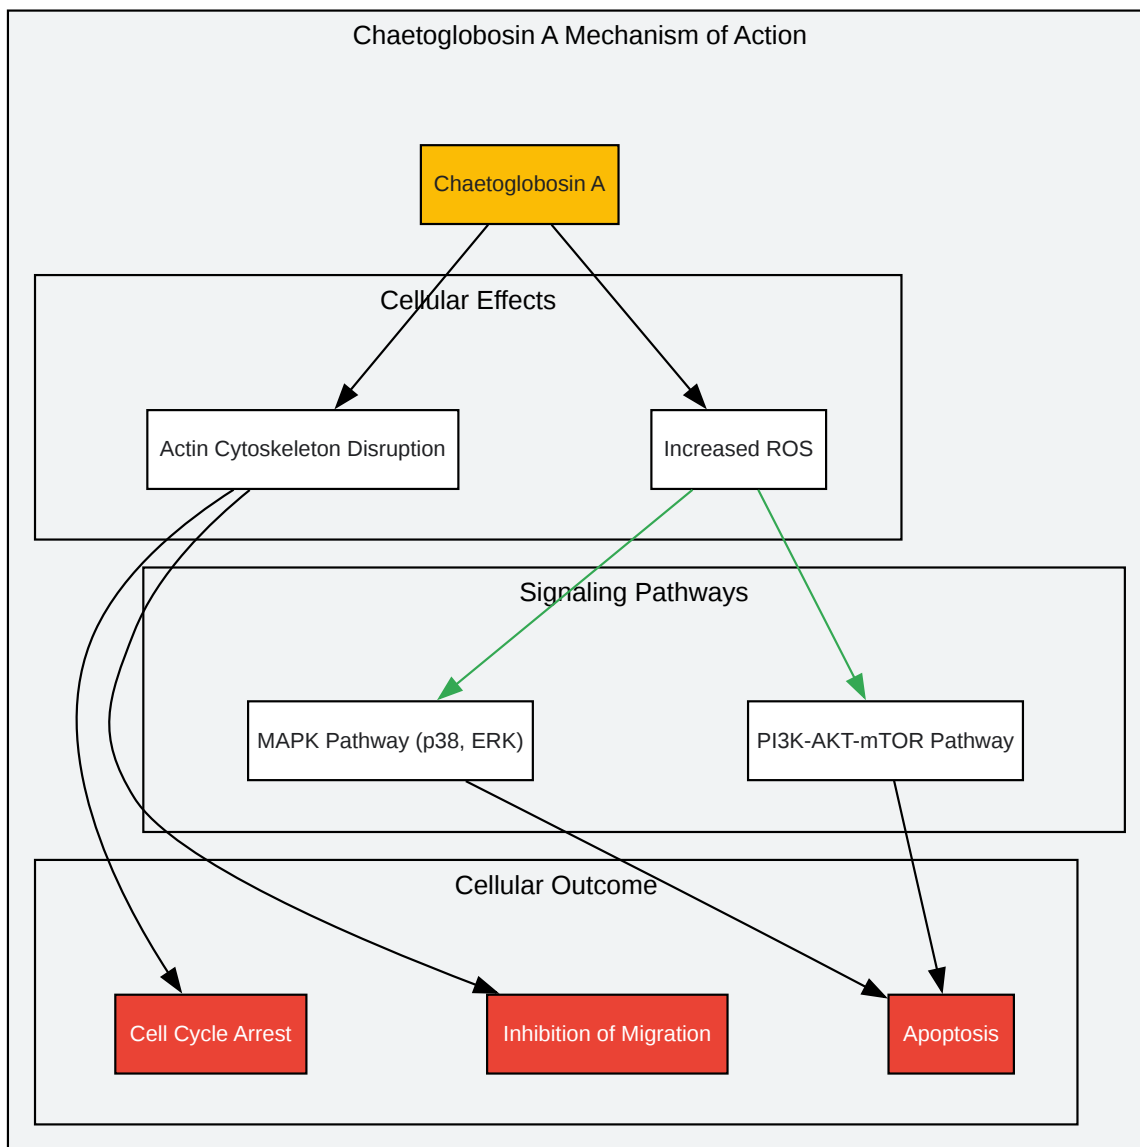 Chaetoglobosin A Mechanism of Action
Chaetoglobosin A
Cellular Effects
Actin Cytoskeleton Disruption
Increased ROS
Signaling Pathways
MAPK Pathway (p38, ERK)
PI3K-AKT-mTOR Pathway
Cellular Outcome
Cell Cycle Arrest
Inhibition of Migration
Apoptosis